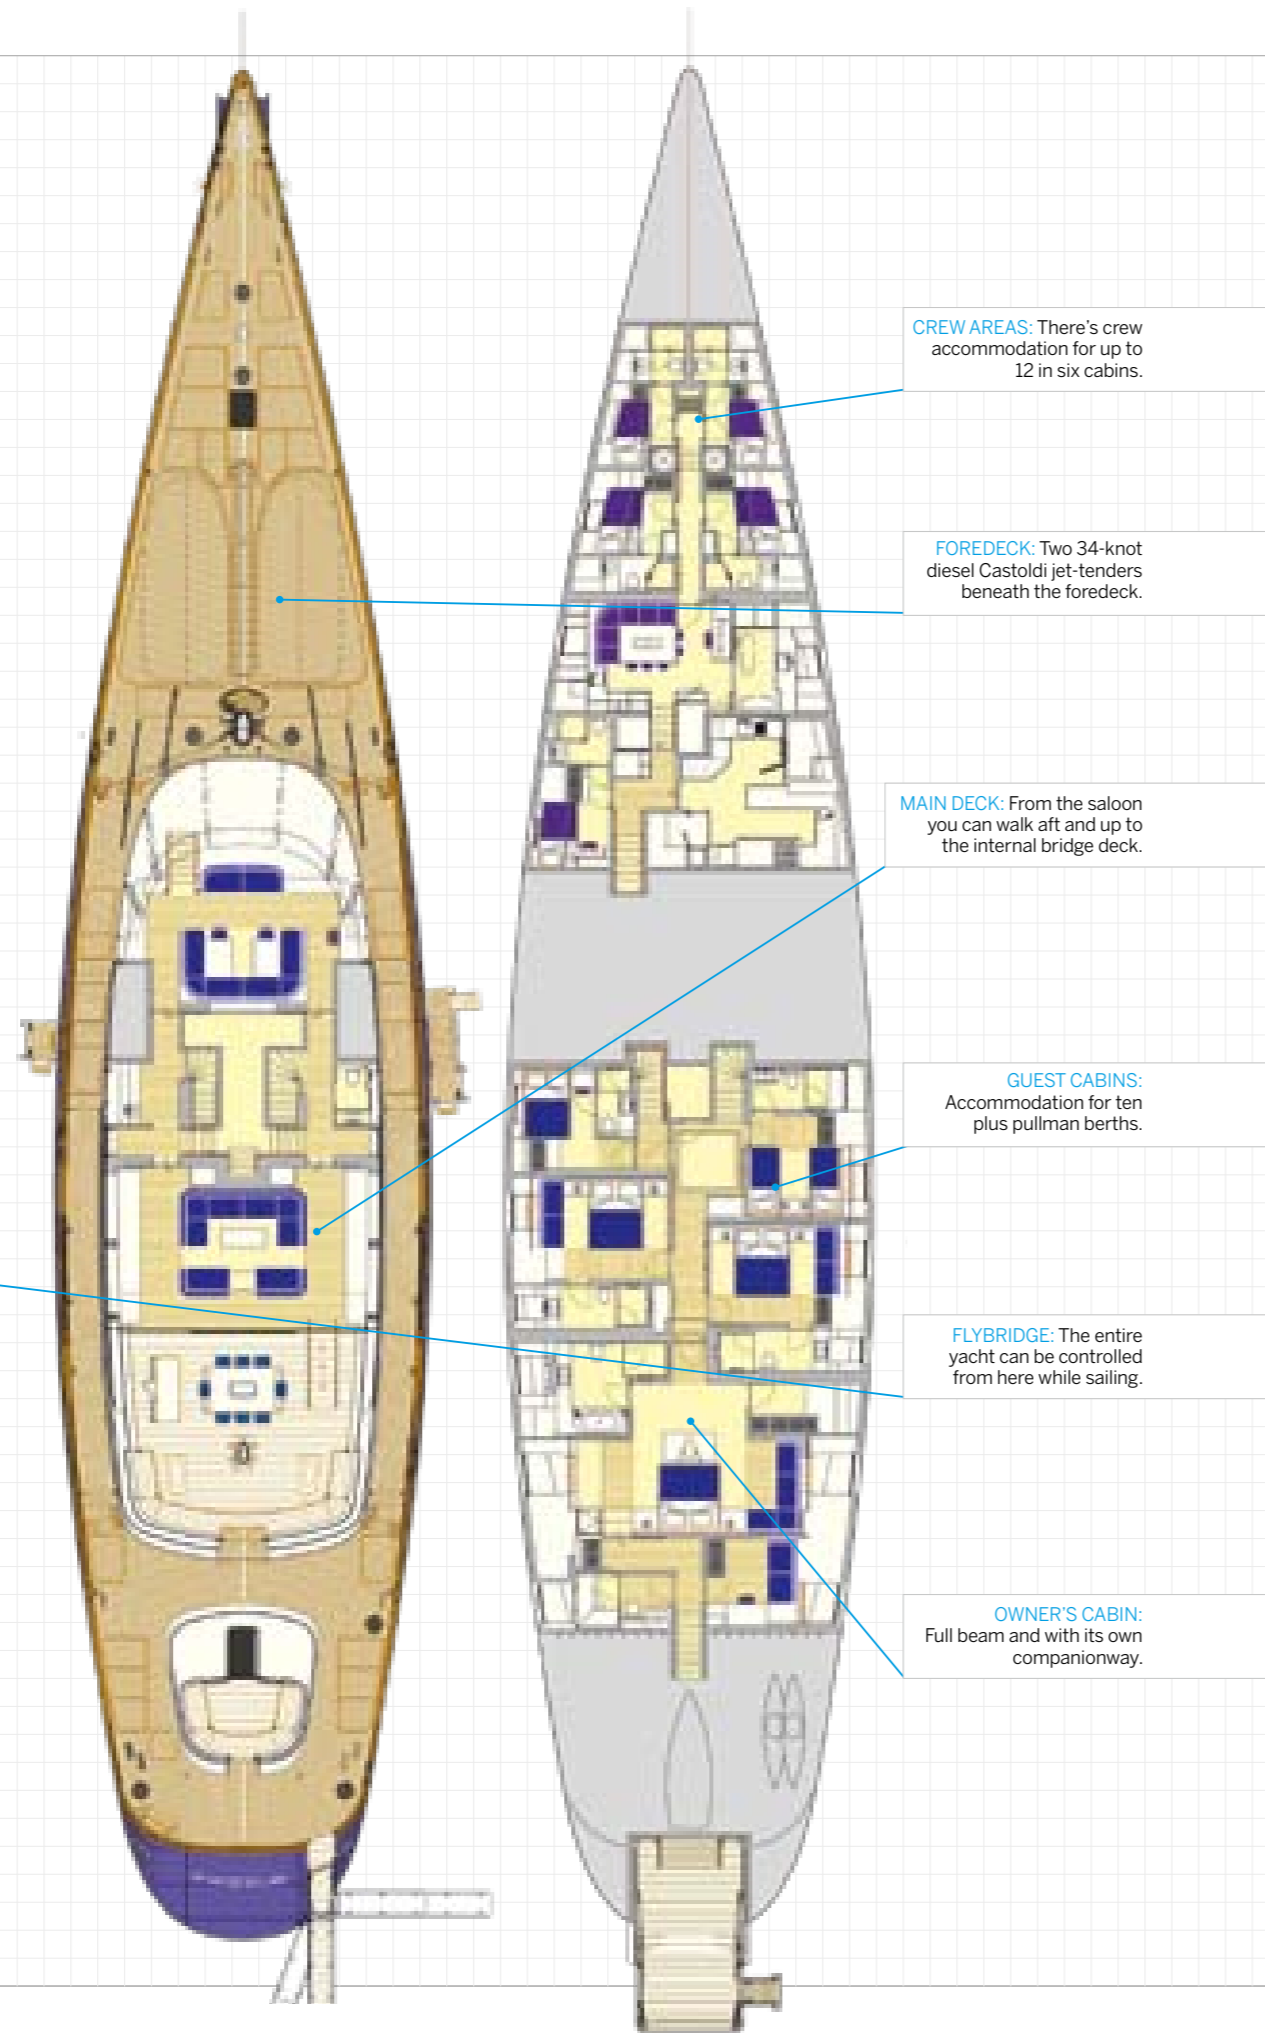 CREW AREAS: There's crew
accommodation for up to
12 in six cabins.
FOREDECK: Two 34-knot
diesel Castoldi jet-tenders
beneath the foredeck.
MAIN DECK: From the saloon
you can walk aft and up to
the internal bridge deck.
GUEST CABINS:
Accommodation for ten
plus pullman berths.
FLYBRIDGE: The entire
yacht can be controlled
from here while sailing.
OWNER'S CABIN:
Full beam and with its own
companionway.